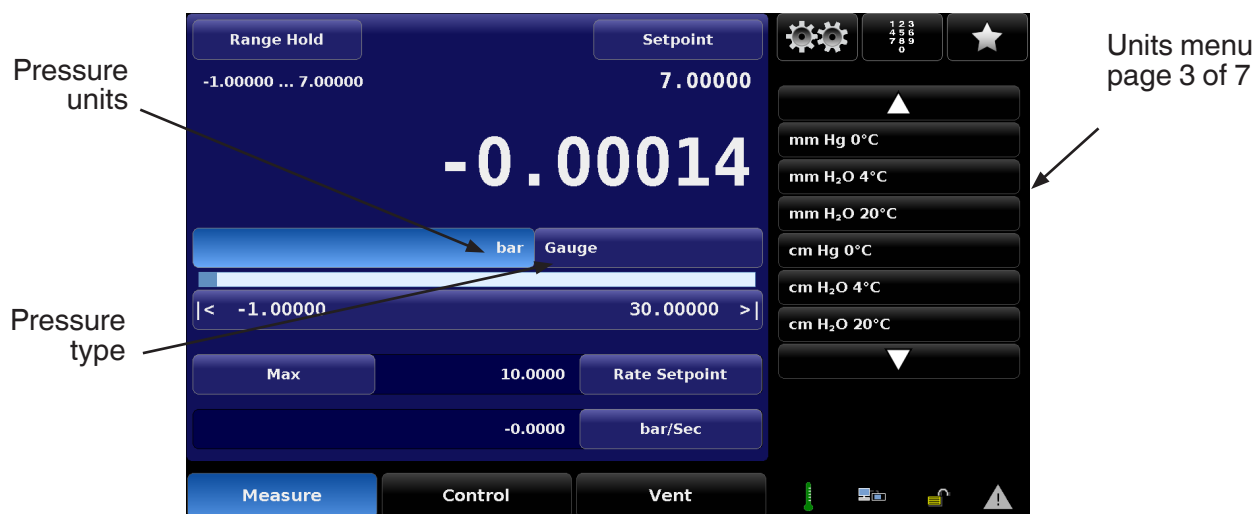 Range Hold
Setpoint
1 2 3
4 5 6
7 8 9
0
Units menu
page 3 of 7
Pressure
units
-1.00000 ... 7.00000
7.00000
-0.00014
mm Hg 0°C
mm H₂O 4°C
mm H₂O 20°C
cm Hg 0°C
cm H₂O 4°C
cm H₂O 20°C
bar
Gauge
|< -1.00000
30.00000 >|
Pressure
type
Max
10.0000
Rate Setpoint
-0.0000
bar/Sec
Measure
Control
Vent